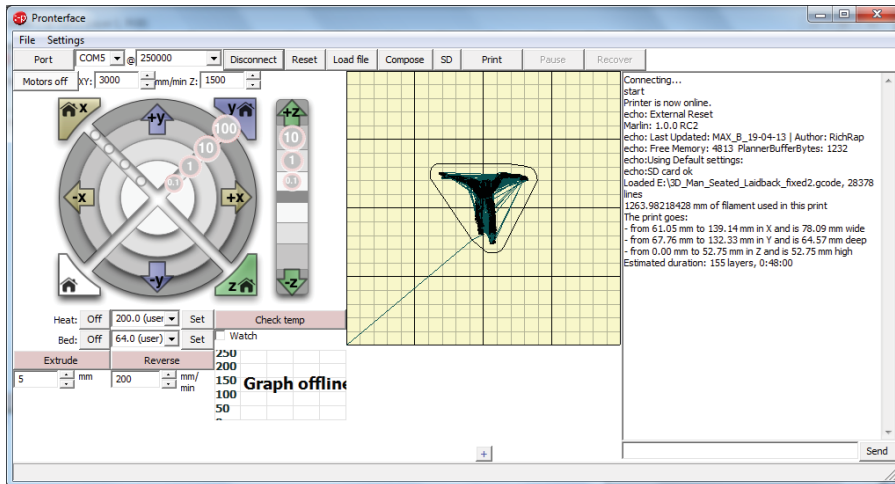 Pronterface
File Settings
Port COM5 @ 250000 Disconnect Reset Load file Compose SD Print Pause Recover
Motors off XY: 3000 mm/min Z: 1500
x y +y 100 10 1 0.1 -x +x -y z
+z 10 1 0.1 -z
Heat: Off 200.0 (user Set Check temp
Bed: Off 64.0 (user) Set Watch
Extrude Reverse
5 mm 200 mm/
min
250
200
150 Graph offline
100
50
Connecting...
start
Printer is now online.
echo: External Reset
Marlin: 1.0.0 RC2
echo: Last Updated: MAX_B_19-04-13 | Author: RichRap
echo: Free Memory: 4813 PlannerBufferBytes: 1232
echo:Using Default settings:
echo:SD card ok
Loaded E:\3D_Man_Seated_Laidback_fixed2.gcode, 28378
lines
1263.98218428 mm of filament used in this print
The print goes:
- from 61.05 mm to 139.14 mm in X and is 78.09 mm wide
- from 67.76 mm to 132.33 mm in Y and is 64.57 mm deep
- from 0.00 mm to 52.75 mm in Z and is 52.75 mm high
Estimated duration: 155 layers, 0:48:00
+
Send